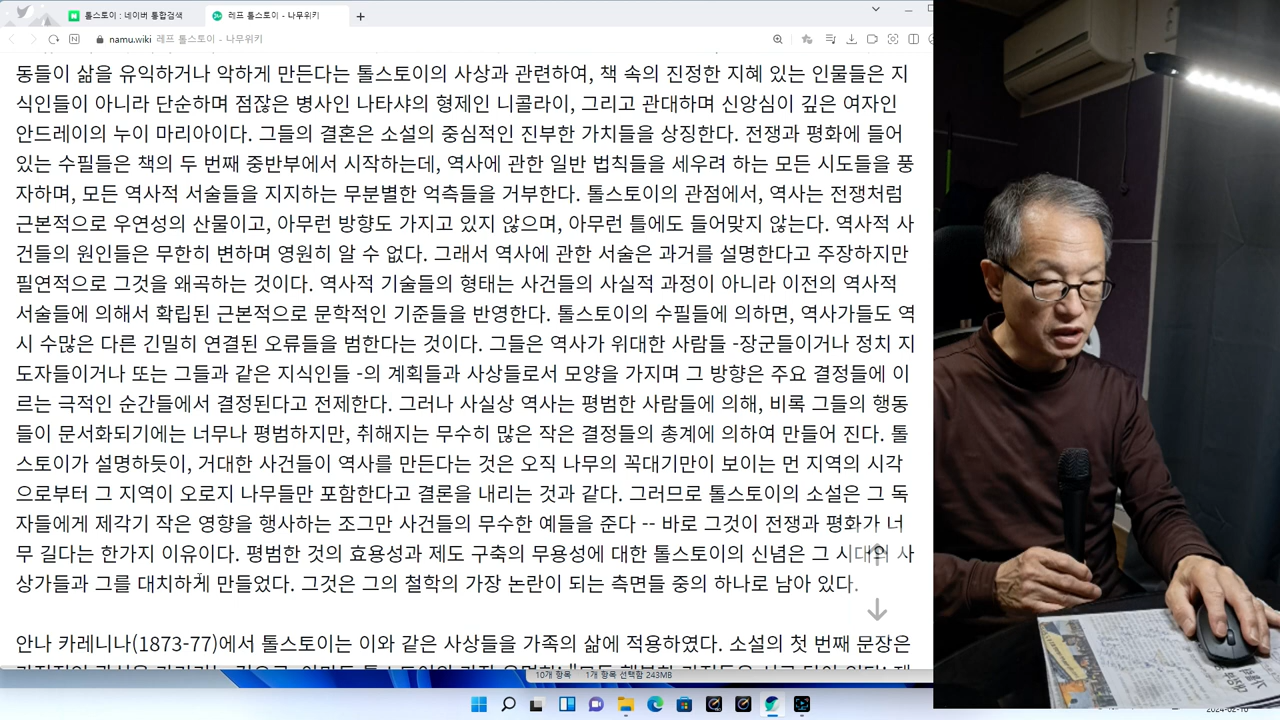 톨스토이 : 네이버 통합검색
레프 톨스토이 - 나무위키
namu.wiki 레프 톨스토이 - 나무위키
동들이 삶을 유익하거나 악하게 만든다는 톨스토이의 사상과 관련하여, 책 속의 진정한 지혜 있는 인물들은 지
식인들이 아니라 단순하며 점잖은 병사인 나타샤의 형제인 니콜라이, 그리고 관대하며 신앙심이 깊은 여자인
안드레이의 누이 마리아이다. 그들의 결혼은 소설의 중심적인 진부한 가치들을 상징한다. 전쟁과 평화에 들어
있는 수필들은 책의 두 번째 중반부에서 시작하는데, 역사에 관한 일반 법칙들을 세우려 하는 모든 시도들을 풍
자하며, 모든 역사적 서술들을 지지하는 무분별한 억측들을 거부한다. 톨스토이의 관점에서, 역사는 전쟁처럼
근본적으로 우연성의 산물이고, 아무런 방향도 가지고 있지 않으며, 아무런 틀에도 들어맞지 않는다. 역사적 사
건들의 원인들은 무한히 변하며 영원히 알 수 없다. 그래서 역사에 관한 서술은 과거를 설명한다고 주장하지만
필연적으로 그것을 왜곡하는 것이다. 역사적 기술들의 형태는 사건들의 사실적 과정이 아니라 이전의 역사적
서술들에 의해서 확립된 근본적으로 문학적인 기준들을 반영한다. 톨스토이의 수필들에 의하면, 역사가들도 역
시 수많은 다른 긴밀히 연결된 오류들을 범한다는 것이다. 그들은 역사가 위대한 사람들 -장군들이거나 정치 지
도자들이거나 또는 그들과 같은 지식인들 -의 계획들과 사상들로서 모양을 가지며 그 방향은 주요 결정들에 이
르는 극적인 순간들에서 결정된다고 전제한다. 그러나 사실상 역사는 평범한 사람들에 의해, 비록 그들의 행동
들이 문서화되기에는 너무나 평범하지만, 취해지는 무수히 많은 작은 결정들의 총계에 의하여 만들어 진다. 톨
스토이가 설명하듯이, 거대한 사건들이 역사를 만든다는 것은 오직 나무의 꼭대기만이 보이는 먼 지역의 시각
으로부터 그 지역이 오로지 나무들만 포함한다고 결론을 내리는 것과 같다. 그러므로 톨스토이의 소설은 그 독
자들에게 제각기 작은 영향을 행사하는 조그만 사건들의 무수한 예들을 준다 -- 바로 그것이 전쟁과 평화가 너
무 길다는 한가지 이유이다. 평범한 것의 효용성과 제도 구축의 무용성에 대한 톨스토이의 신념은 그 시대의 사
상가들과 그를 대치하게 만들었다. 그것은 그의 철학의 가장 논란이 되는 측면들 중의 하나로 남아 있다.
안나 카레니나(1873-77)에서 톨스토이는 이와 같은 사상들을 가족의 삶에 적용하였다. 소설의 첫 번째 문장은
10개 항목 1개 항목 선택함 243MB